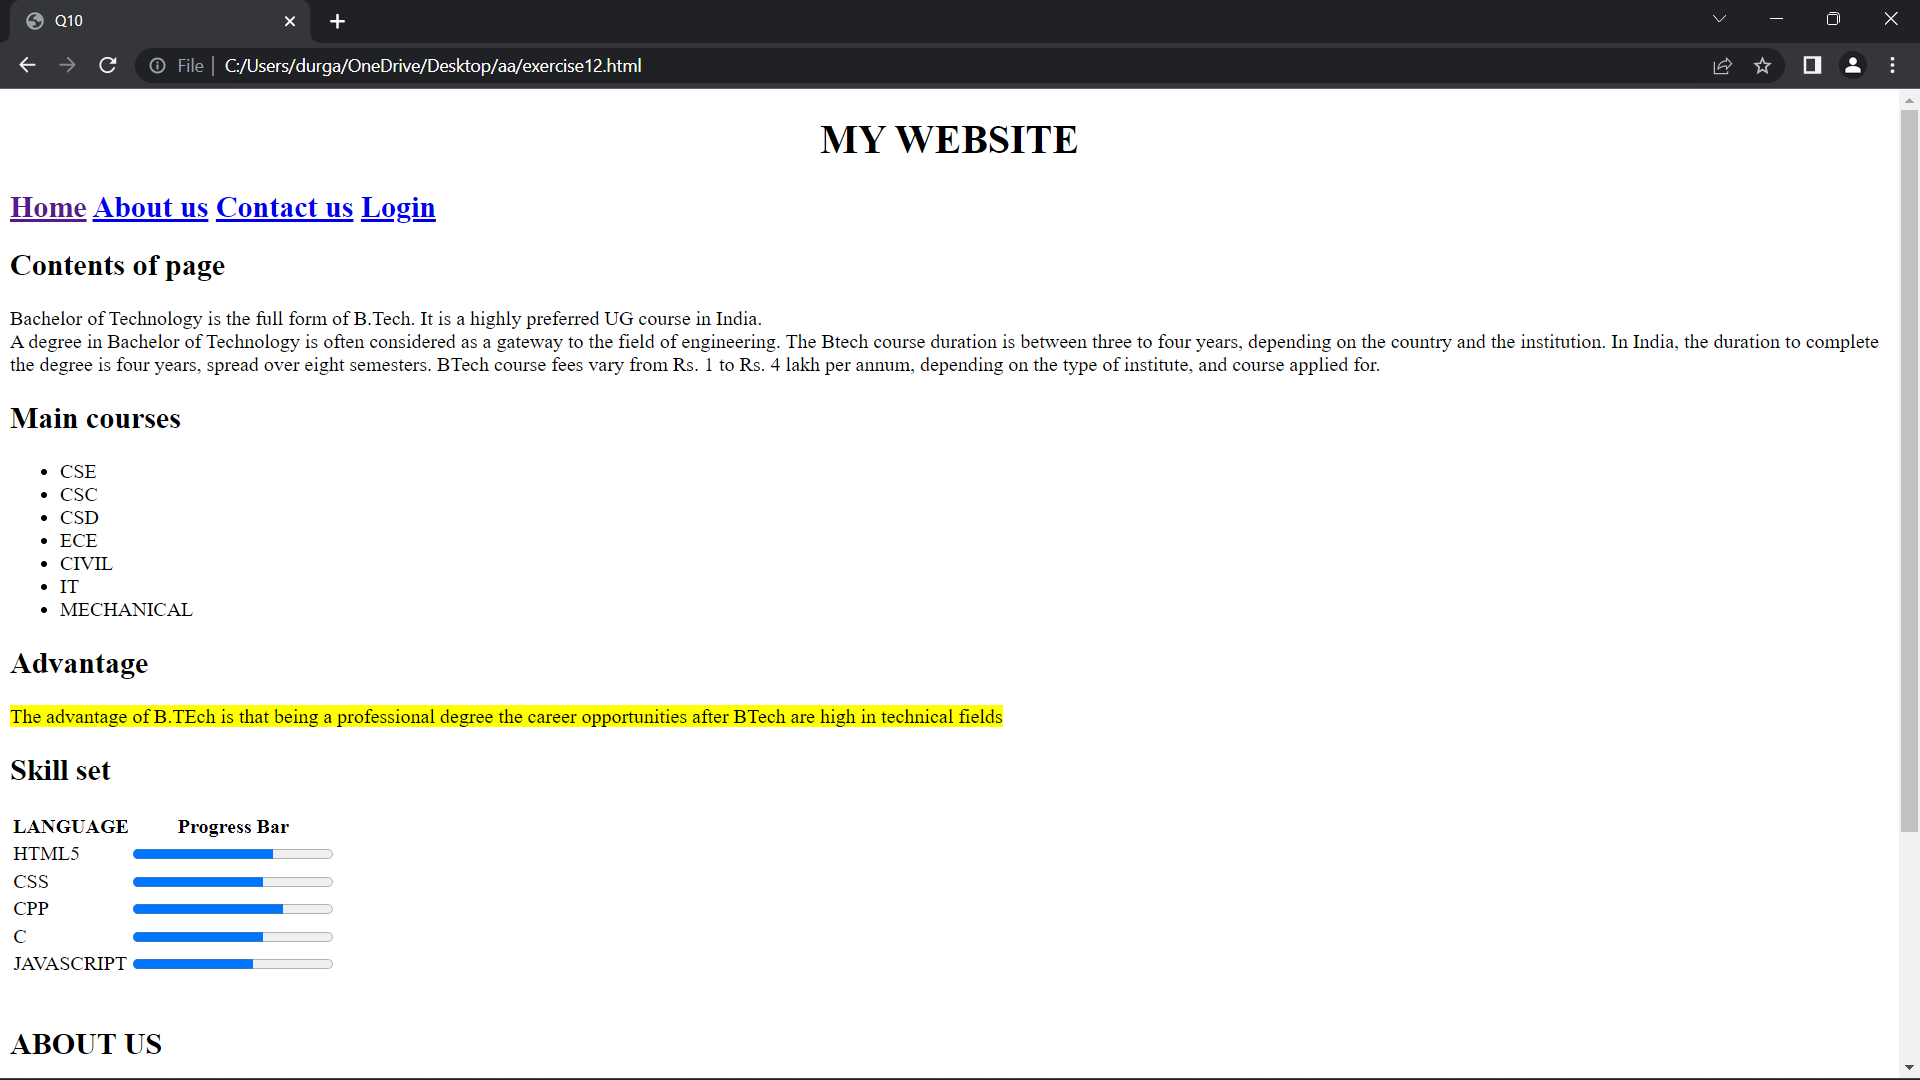 Q10
File C:/Users/durga/OneDrive/Desktop/aa/exercise12.html
MY WEBSITE
Home About us Contact us Login
Contents of page
Bachelor of Technology is the full form of B.Tech. It is a highly preferred UG course in India.
A degree in Bachelor of Technology is often considered as a gateway to the field of engineering. The Btech course duration is between three to four years, depending on the country and the institution. In India, the duration to complete
the degree is four years, spread over eight semesters. BTech course fees vary from Rs. 1 to Rs. 4 lakh per annum, depending on the type of institute, and course applied for.
Main courses
CSE
CSC
CSD
ECE
CIVIL
IT
MECHANICAL
Advantage
The advantage of B.TEch is that being a professional degree the career opportunities after BTech are high in technical fields
Skill set
LANGUAGE Progress Bar
HTML5
CSS
CPP
C
JAVASCRIPT
ABOUT US